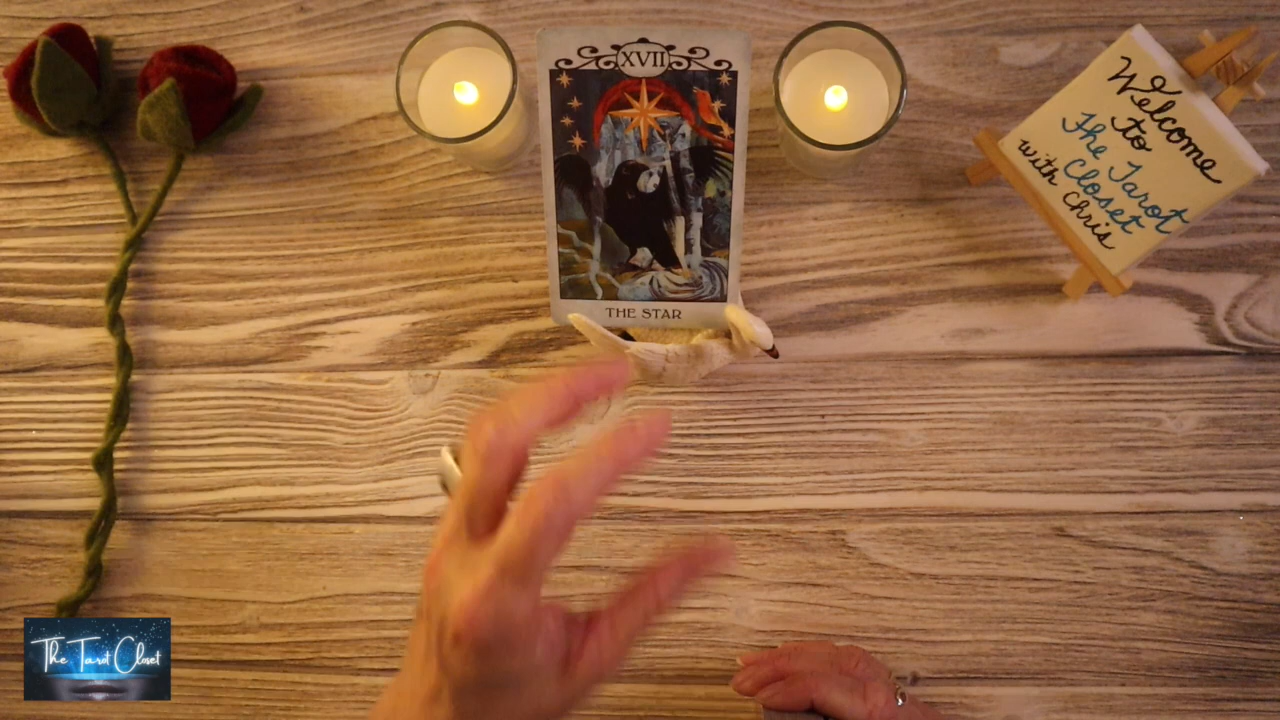 XVII
THE STAR
Welcome
to
The Tarot
Closet
with Chris
The Tarot Closet